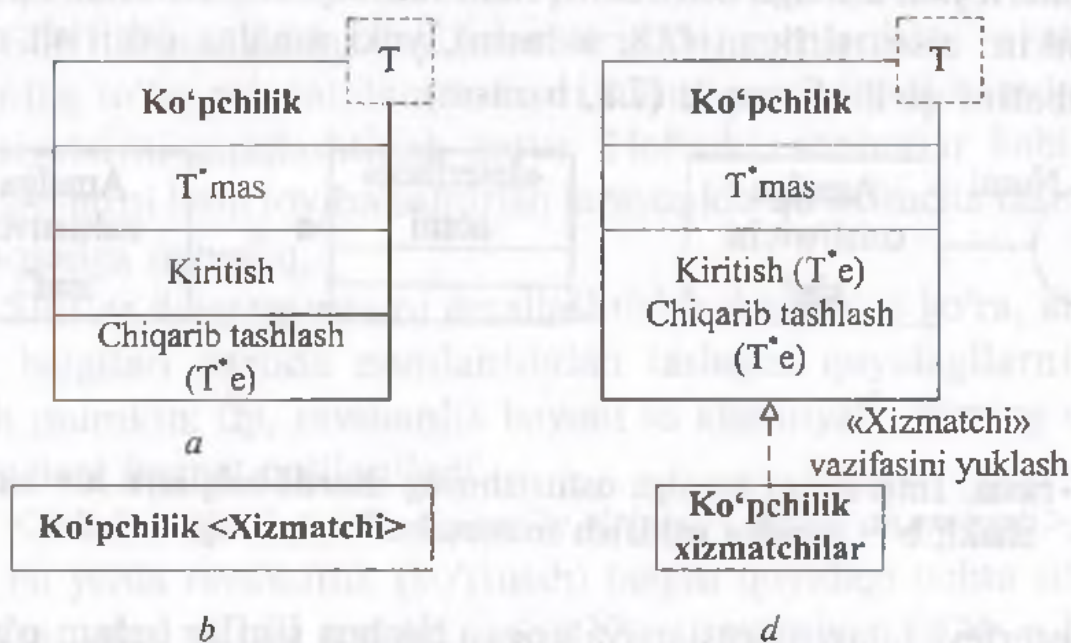 T
Ko‘pchilik
T*mas
Kiritish
Chiqarib tashlash
(T*e)
a
Ko‘pchilik <Xizmatchi>
b
T
Ko‘pchilik
T*mas
Kiritish (T*e)
Chiqarib tashlash
(T*e)
«Xizmatchi»
vazifasini yuklash
Ko‘pchilik
xizmatchilar
d